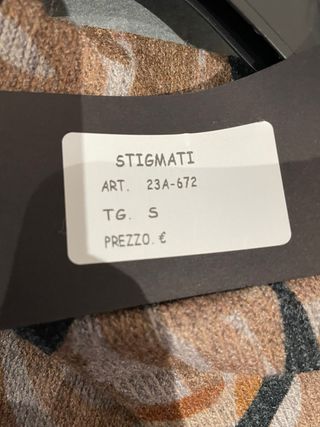 STIGMATI
ART. 23A-672
TG. S
PREZZO.€